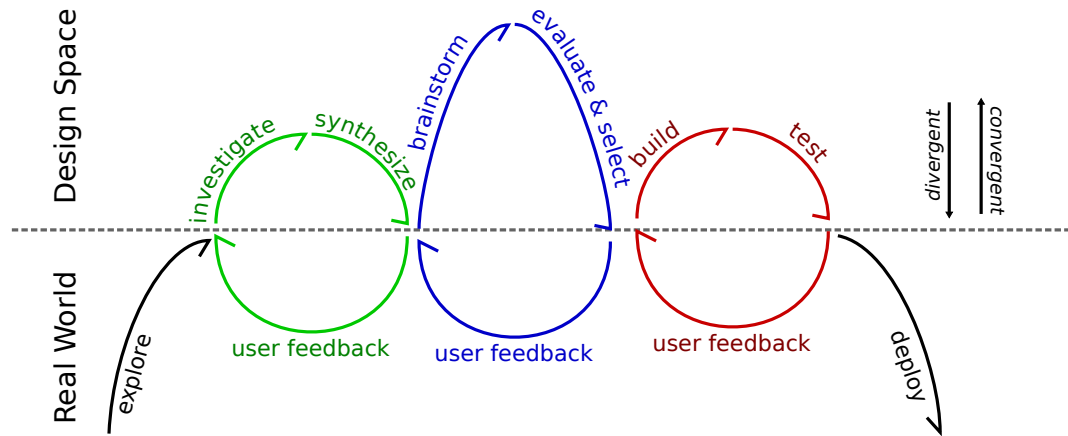 Design Space
Real World
explore
investigate
synthesize
user feedback
brainstorm
evaluate & select
user feedback
build
test
user feedback
deploy
divergent
convergent